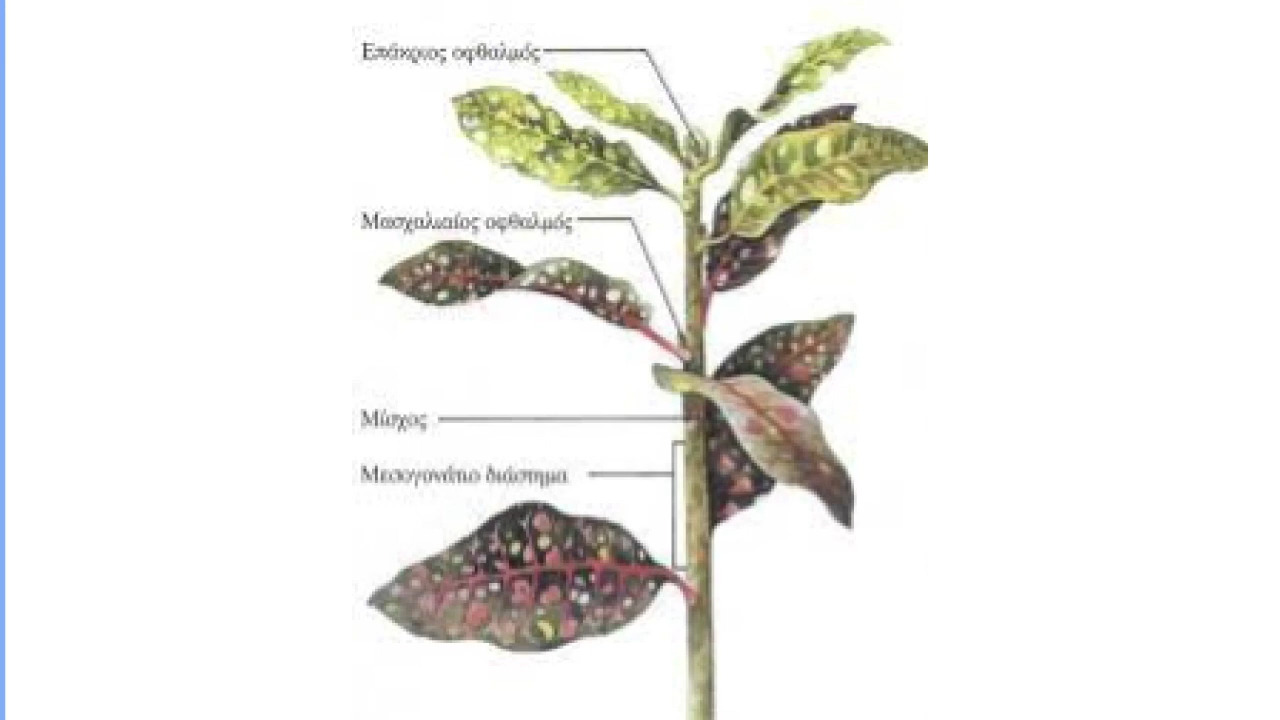 Επάκριος οφθαλμός
Μασχαλιαίος οφθαλμός
Μίσχος
Μεσογονάτιο διάστημα